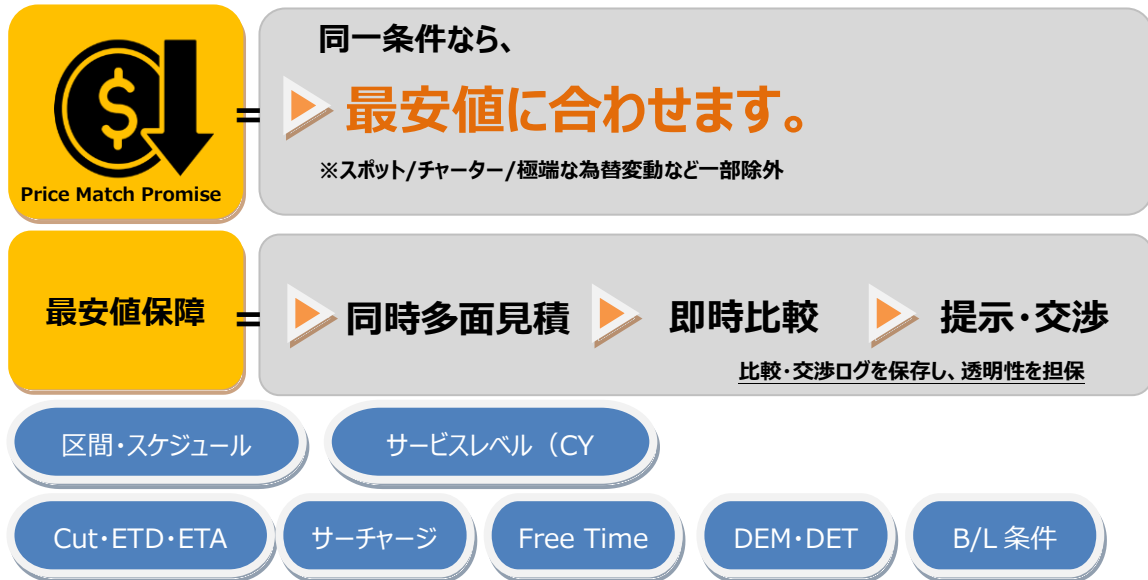 同一条件なら、
最安値に合わせます。
※スポット/チャーター/極端な為替変動など一部除外
$
Price Match Promise
=
最安値保障
=
同時多面見積
即時比較
提示・交渉
比較・交渉ログを保存し、透明性を担保
区間・スケジュール
サービスレベル（CY
Cut・ETD・ETA
サーチャージ
Free Time
DEM・DET
B/L 条件